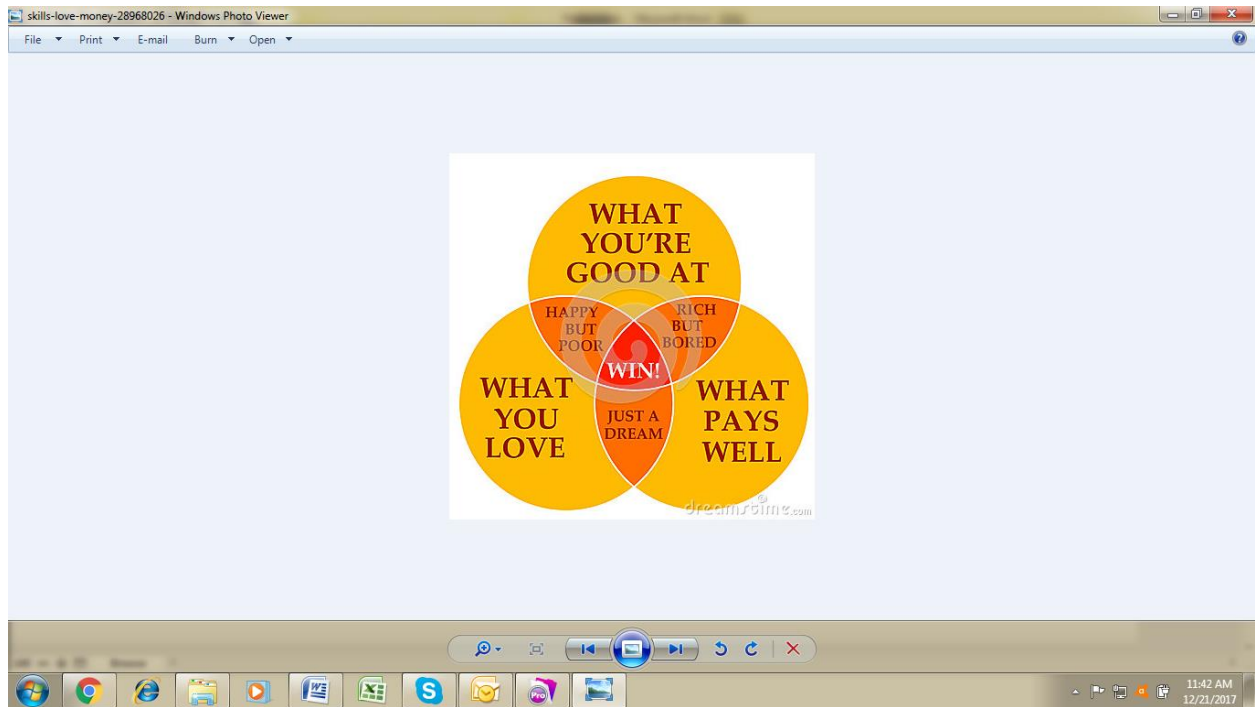 skills-love-money-28968026 - Windows Photo Viewer
File Print E-mail Burn Open
WHAT
YOU'RE
GOOD AT
HAPPY
BUT
POOR
RICH
BUT
BORED
WIN!
WHAT
YOU
LOVE
JUST A
DREAM
WHAT
PAYS
WELL
dreamstime.com
11:42 AM
12/21/2017